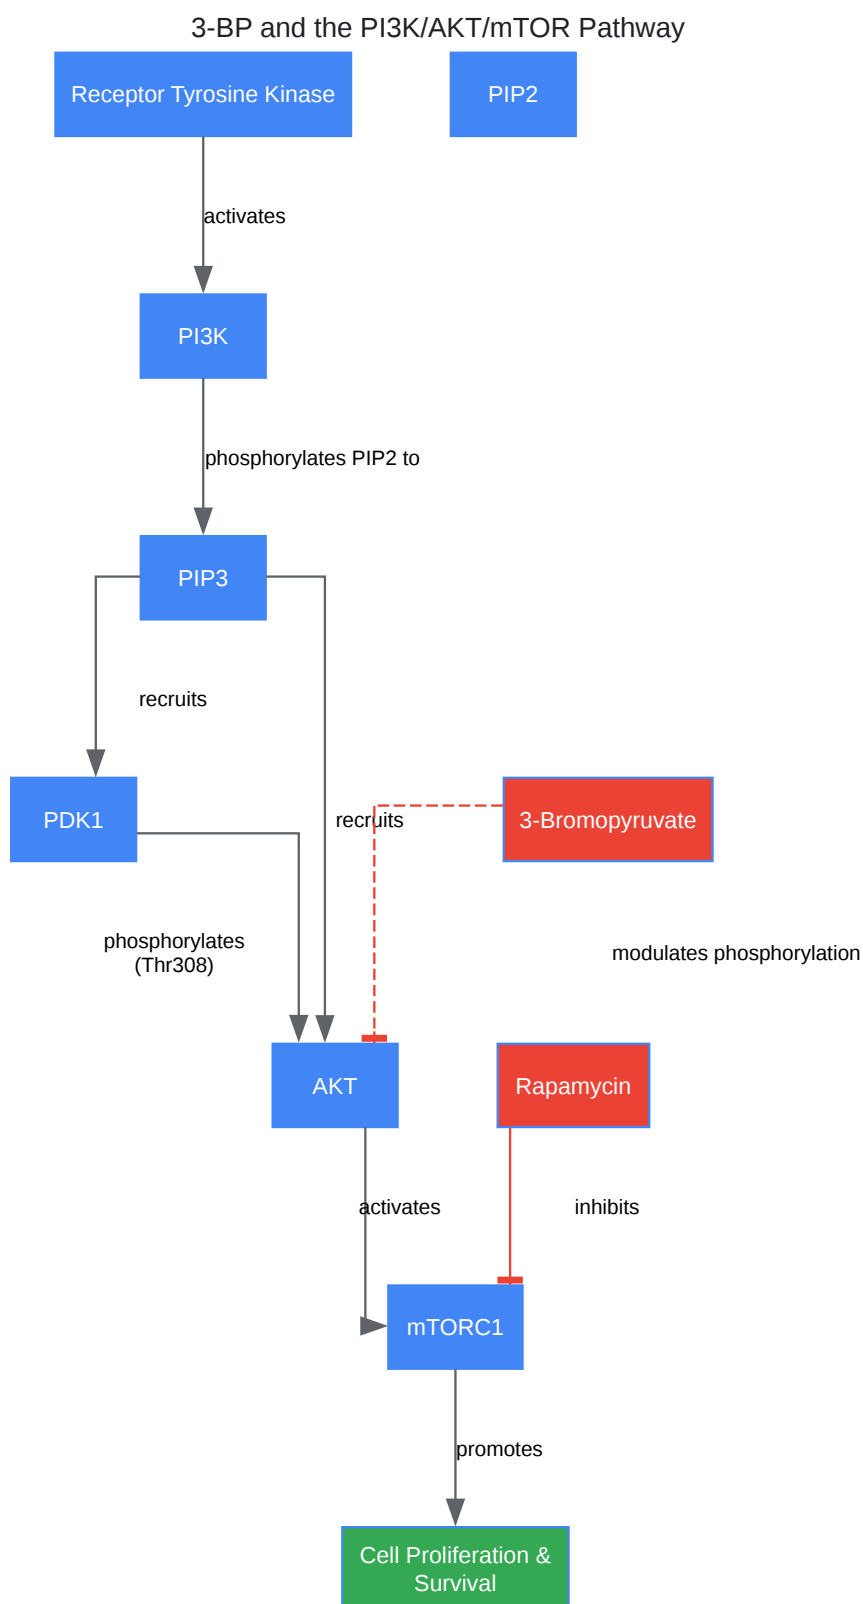 3-BP and the PI3K/AKT/mTOR Pathway
Receptor Tyrosine Kinase
PIP2
activates
PI3K
phosphorylates PIP2 to
PIP3
recruits
PDK1
recruits
3-Bromopyruvate
phosphorylates
(Thr308)
modulates phosphorylation
AKT
Rapamycin
activates
inhibits
mTORC1
promotes
Cell Proliferation &
Survival